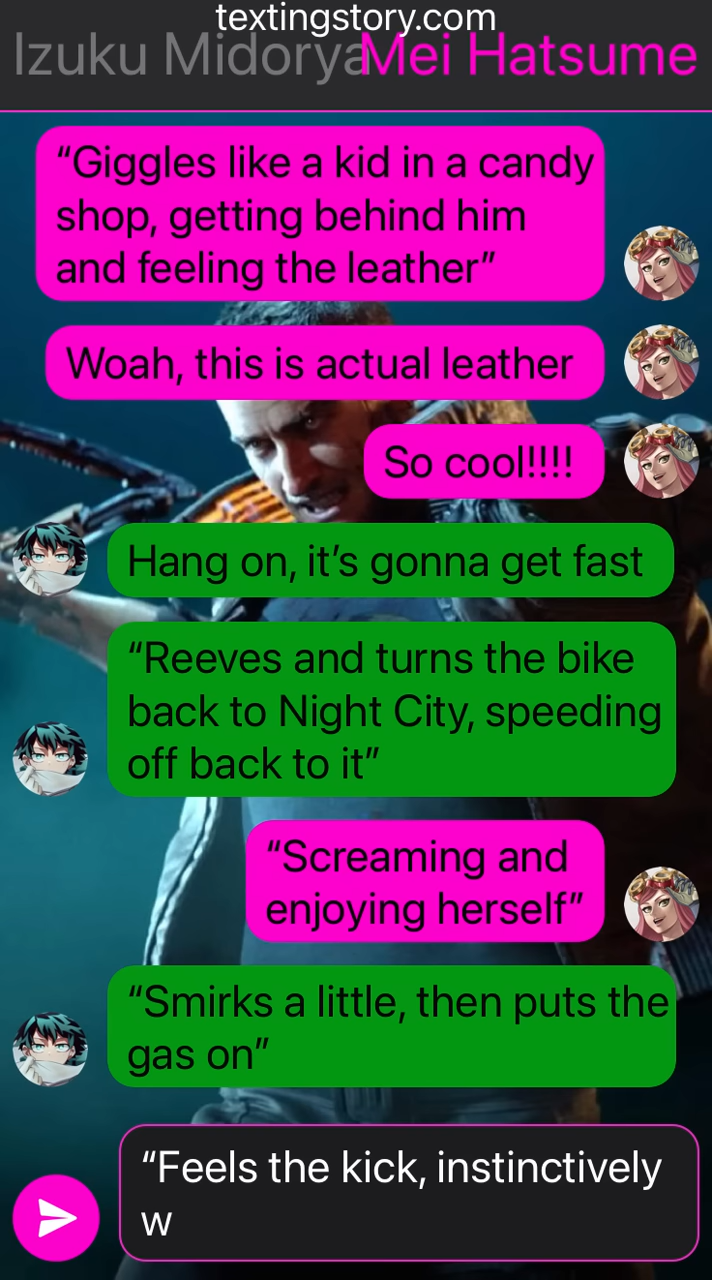 textingstory.com
Izuku Midorya Mei Hatsume
“Giggles like a kid in a candy
shop, getting behind him
and feeling the leather”
Woah, this is actual leather
So cool!!!!
Hang on, it’s gonna get fast
“Reeves and turns the bike
back to Night City, speeding
off back to it”
“Screaming and
enjoying herself”
“Smirks a little, then puts the
gas on”
“Feels the kick, instinctively
w